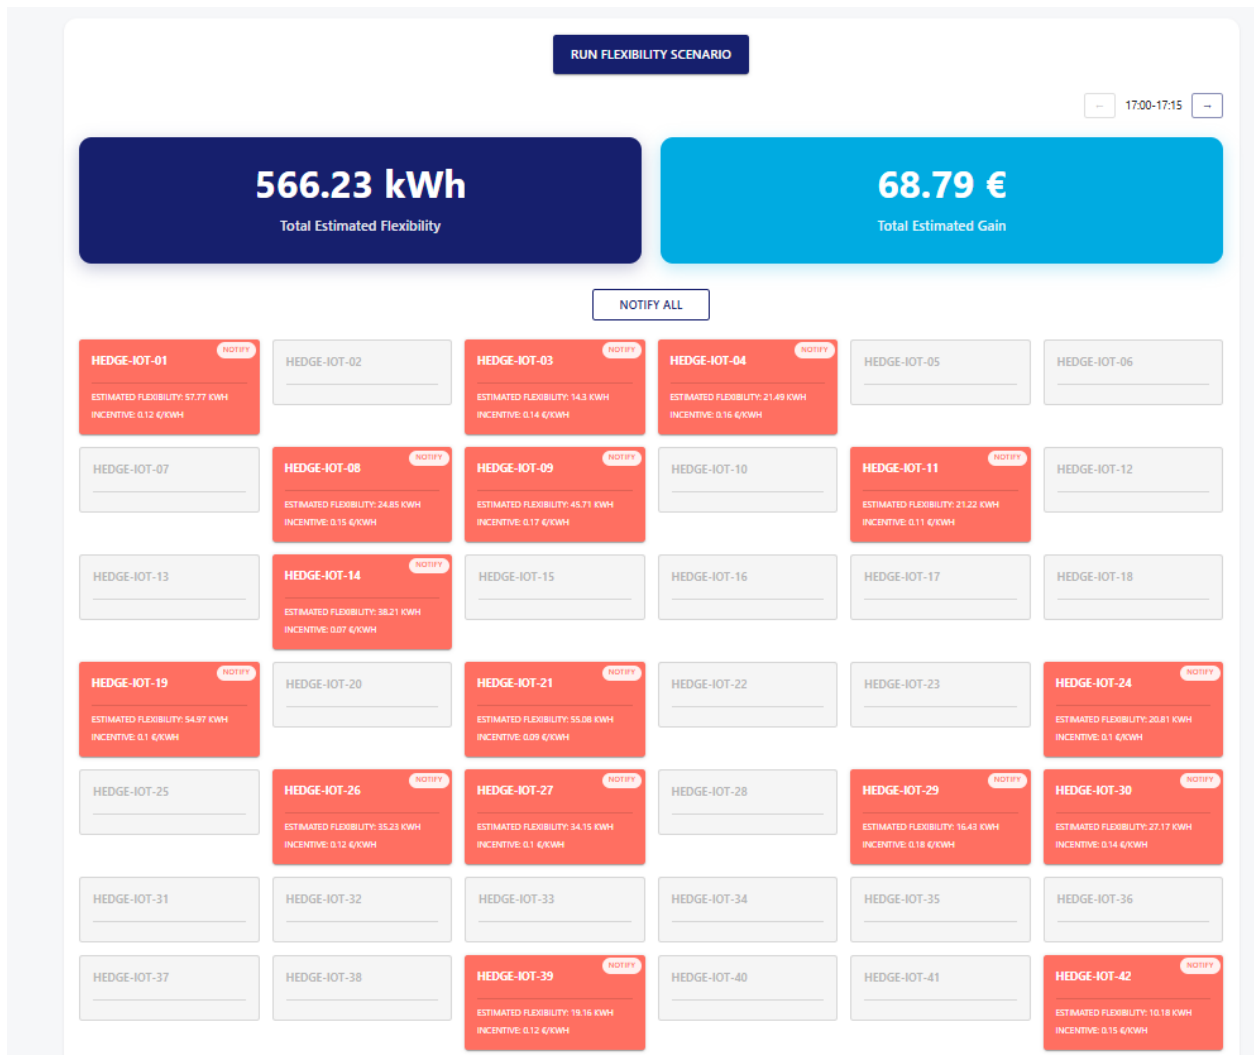 RUN FLEXIBILITY SCENARIO
← 17:00-17:15 →
566.23 kWh
Total Estimated Flexibility
68.79 €
Total Estimated Gain
NOTIFY ALL
HEDGE-IOT-01
NOTIFY
ESTIMATED FLEXIBILITY: 57.77 KWH
INCENTIVE: 0.12 €/KWH
HEDGE-IOT-02
HEDGE-IOT-03
NOTIFY
ESTIMATED FLEXIBILITY: 14.3 KWH
INCENTIVE: 0.14 €/KWH
HEDGE-IOT-04
NOTIFY
ESTIMATED FLEXIBILITY: 21.49 KWH
INCENTIVE: 0.16 €/KWH
HEDGE-IOT-05
HEDGE-IOT-06
HEDGE-IOT-07
HEDGE-IOT-08
NOTIFY
ESTIMATED FLEXIBILITY: 24.85 KWH
INCENTIVE: 0.15 €/KWH
HEDGE-IOT-09
NOTIFY
ESTIMATED FLEXIBILITY: 45.71 KWH
INCENTIVE: 0.17 €/KWH
HEDGE-IOT-10
HEDGE-IOT-11
NOTIFY
ESTIMATED FLEXIBILITY: 21.22 KWH
INCENTIVE: 0.11 €/KWH
HEDGE-IOT-12
HEDGE-IOT-13
HEDGE-IOT-14
NOTIFY
ESTIMATED FLEXIBILITY: 38.21 KWH
INCENTIVE: 0.07 €/KWH
HEDGE-IOT-15
HEDGE-IOT-16
HEDGE-IOT-17
HEDGE-IOT-18
HEDGE-IOT-19
NOTIFY
ESTIMATED FLEXIBILITY: 54.97 KWH
INCENTIVE: 0.1 €/KWH
HEDGE-IOT-20
HEDGE-IOT-21
NOTIFY
ESTIMATED FLEXIBILITY: 55.08 KWH
INCENTIVE: 0.09 €/KWH
HEDGE-IOT-22
HEDGE-IOT-23
HEDGE-IOT-24
NOTIFY
ESTIMATED FLEXIBILITY: 20.81 KWH
INCENTIVE: 0.1 €/KWH
HEDGE-IOT-25
HEDGE-IOT-26
NOTIFY
ESTIMATED FLEXIBILITY: 35.23 KWH
INCENTIVE: 0.12 €/KWH
HEDGE-IOT-27
NOTIFY
ESTIMATED FLEXIBILITY: 34.15 KWH
INCENTIVE: 0.1 €/KWH
HEDGE-IOT-28
HEDGE-IOT-29
NOTIFY
ESTIMATED FLEXIBILITY: 16.43 KWH
INCENTIVE: 0.18 €/KWH
HEDGE-IOT-30
NOTIFY
ESTIMATED FLEXIBILITY: 27.17 KWH
INCENTIVE: 0.14 €/KWH
HEDGE-IOT-31
HEDGE-IOT-32
HEDGE-IOT-33
HEDGE-IOT-34
HEDGE-IOT-35
HEDGE-IOT-36
HEDGE-IOT-37
HEDGE-IOT-38
HEDGE-IOT-39
NOTIFY
ESTIMATED FLEXIBILITY: 19.16 KWH
INCENTIVE: 0.12 €/KWH
HEDGE-IOT-40
HEDGE-IOT-41
HEDGE-IOT-42
NOTIFY
ESTIMATED FLEXIBILITY: 10.18 KWH
INCENTIVE: 0.15 €/KWH